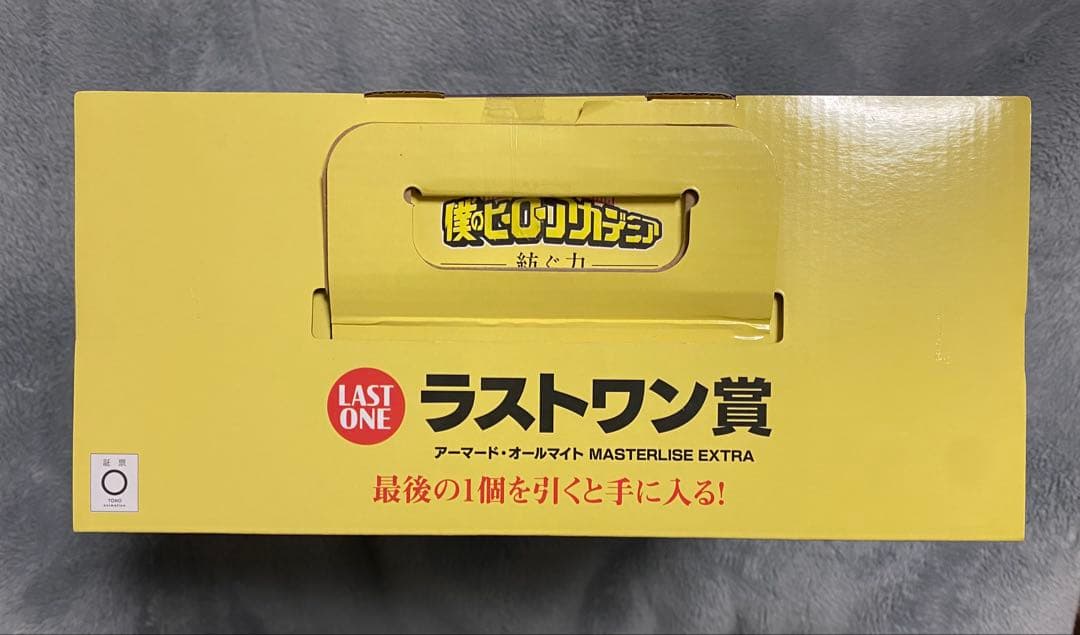 僕のヒーローアカデミア
紡ぐ力
LAST
ONE
ラストワン賞
アーマード・オールマイト MASTERLISE EXTRA
最後の1個を引くと手に入る!
証票
TOHO
animation